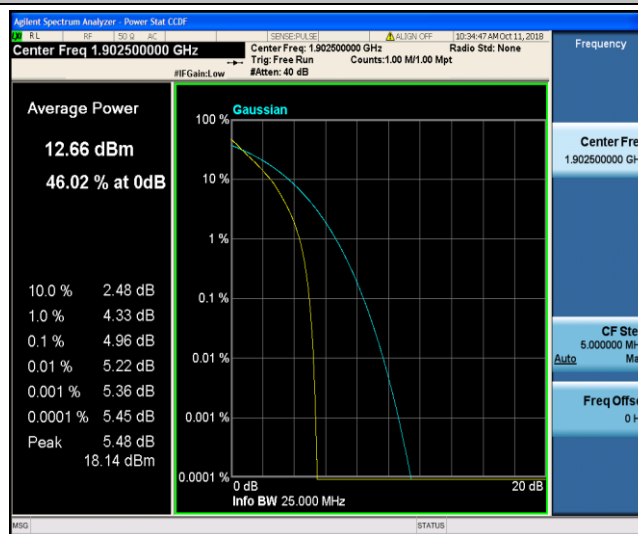 Agilent Spectrum Analyzer - Power Stat CCDF
RL RF 50 Ω AC SENSE:PULSE ALIGN OFF 10:34:47 AM Oct 11, 2018
Center Freq 1.902500000 GHz
Center Freq: 1.902500000 GHz Radio Std: None
Trig: Free Run Counts:1.00 M/1.00 Mpt
#IFGain:Low #Atten: 40 dB
Frequency
Average Power
12.66 dBm
46.02 % at 0dB
10.0 % 2.48 dB
1.0 % 4.33 dB
0.1 % 4.96 dB
0.01 % 5.22 dB
0.001 % 5.36 dB
0.0001 % 5.45 dB
Peak 5.48 dB
18.14 dBm
Gaussian
100 %
10 %
1 %
0.1 %
0.01 %
0.001 %
0.0001 %
0 dB 20 dB
Info BW 25.000 MHz
Center Fre
1.902500000 GH
CF Ste
5.000000 MH
Auto Ma
Freq Offse
0 H
MSG STATUS